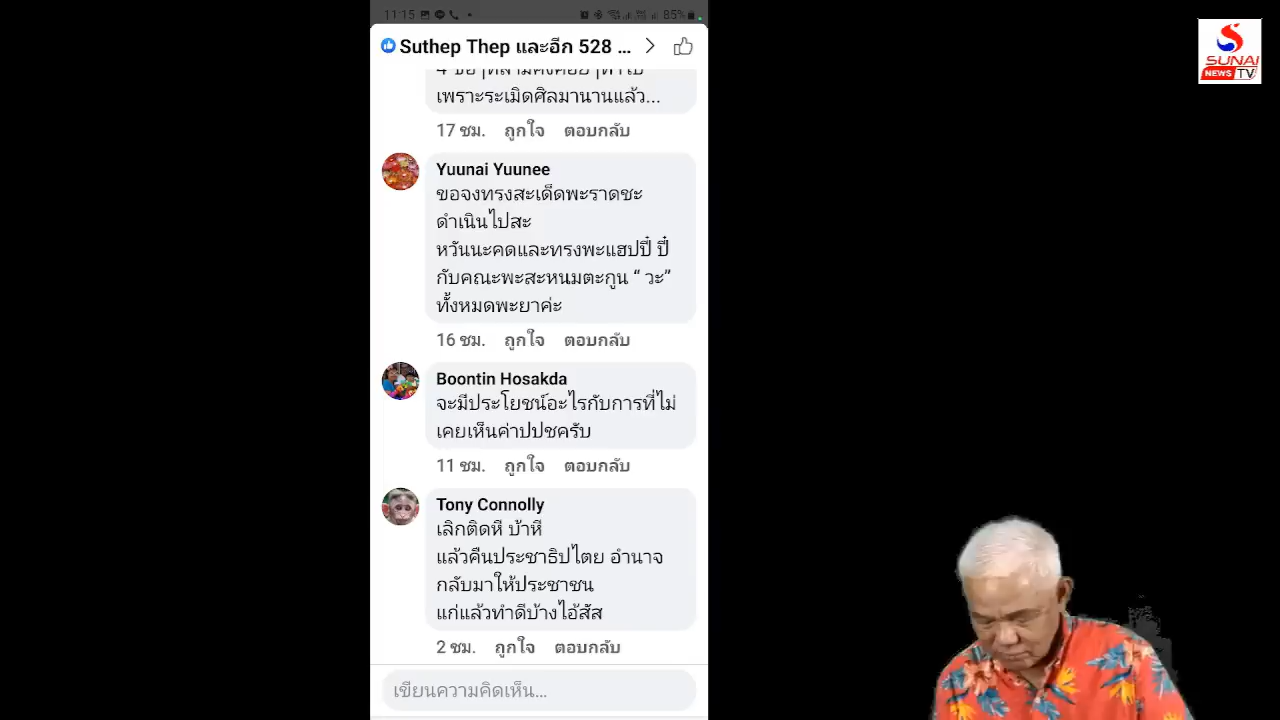 11:15
85%
Suthep Thep และอีก 528 ...
เพราะระเมิดศิลมานานแล้ว...
17 ชม. ถูกใจ ตอบกลับ
Yuunai Yuunee
ขอจงทรงสะเด็ดพะราดชะ
ดำเนินไปสะ
หวันนะคดและทรงพะแฮปปี๋ ปี๋
กับคณะพะสะหนมตะกูน “ วะ”
ทั้งหมดพะยาค่ะ
16 ชม. ถูกใจ ตอบกลับ
Boontin Hosakda
จะมีประโยชน์อะไรกับการที่ไม่
เคยเห็นค่าปปชครับ
11 ชม. ถูกใจ ตอบกลับ
Tony Connolly
เลิกติดหี บ้าหี
แล้วคืนประชาธิปไตย อำนาจ
กลับมาให้ประชาชน
แก่แล้วทำดีบ้างไอ้สัส
2 ชม. ถูกใจ ตอบกลับ
เขียนความคิดเห็น...
SUNAI
NEWS TV